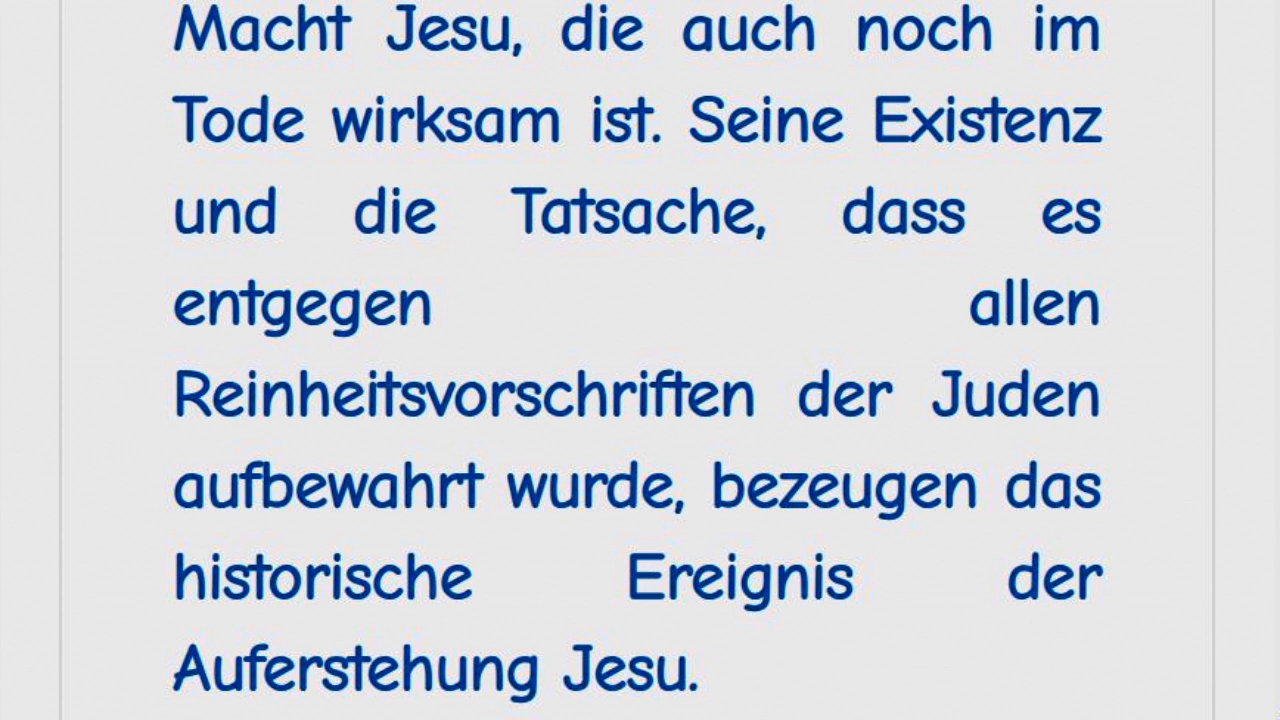 Macht Jesu, die auch noch im
Tode wirksam ist. Seine Existenz
und die Tatsache, dass es
entgegen allen
Reinheitsvorschriften der Juden
aufbewahrt wurde, bezeugen das
historische Ereignis der
Auferstehung Jesu.